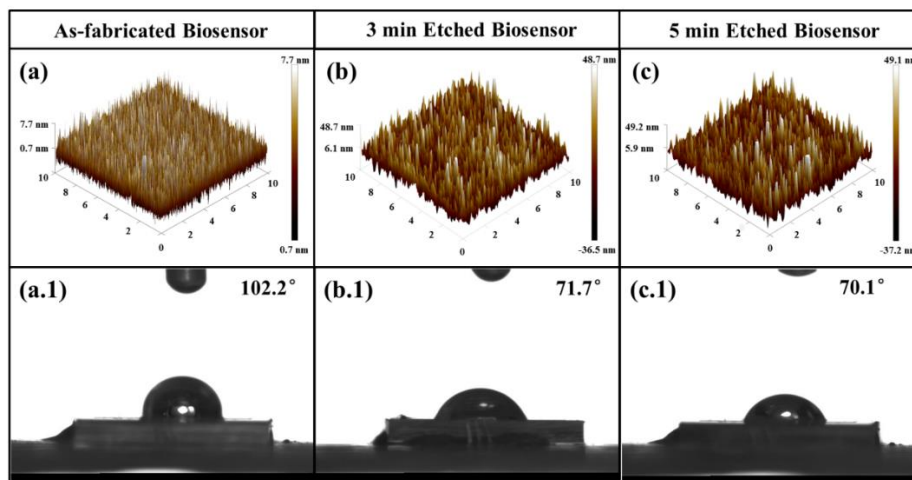 As-fabricated Biosensor
3 min Etched Biosensor
5 min Etched Biosensor
(a)
7.7 nm
7.7 nm
0.7 nm
10
8
6
4
2
0
2
4
6
8
10
0.7 nm
(b)
48.7 nm
48.7 nm
6.1 nm
10
8
6
4
2
0
2
4
6
8
10
-36.5 nm
(c)
49.1 nm
49.2 nm
5.9 nm
10
8
6
4
2
0
2
4
6
8
10
-37.2 nm
(a.1)
102.2°
(b.1)
71.7°
(c.1)
70.1°